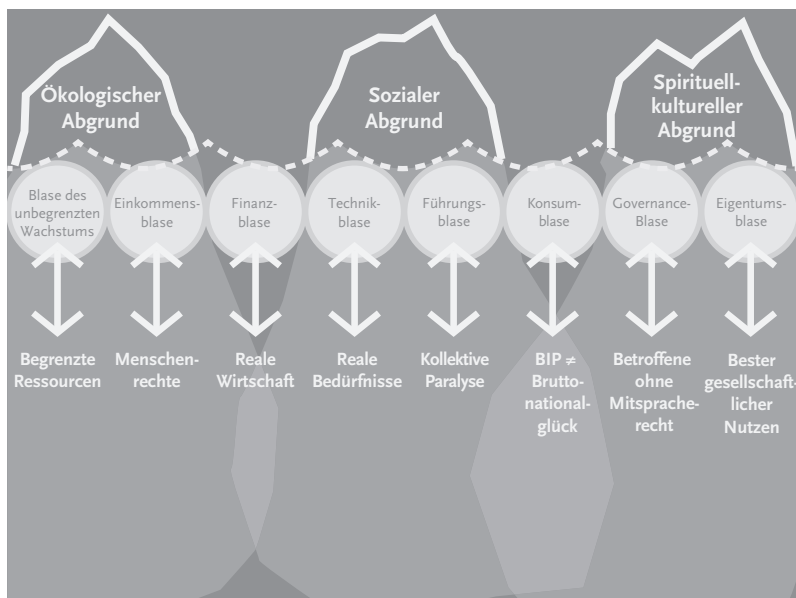 Ökologischer
Abgrund
Sozialer
Abgrund
Spirituell-
kultureller
Abgrund
Blase des
unbegrenzten
Wachstums
Einkommens-
blase
Finanz-
blase
Technik-
blase
Führungs-
blase
Konsum-
blase
Governance-
Blase
Eigentums-
blase
Begrenzte
Ressourcen
Menschen-
rechte
Reale
Wirtschaft
Reale
Bedürfnisse
Kollektive
Paralyse
BIP ≠
Brutto-
national-
glück
Betroffene
ohne
Mitsprache-
recht
Bester
gesellschaft-
licher
Nutzen